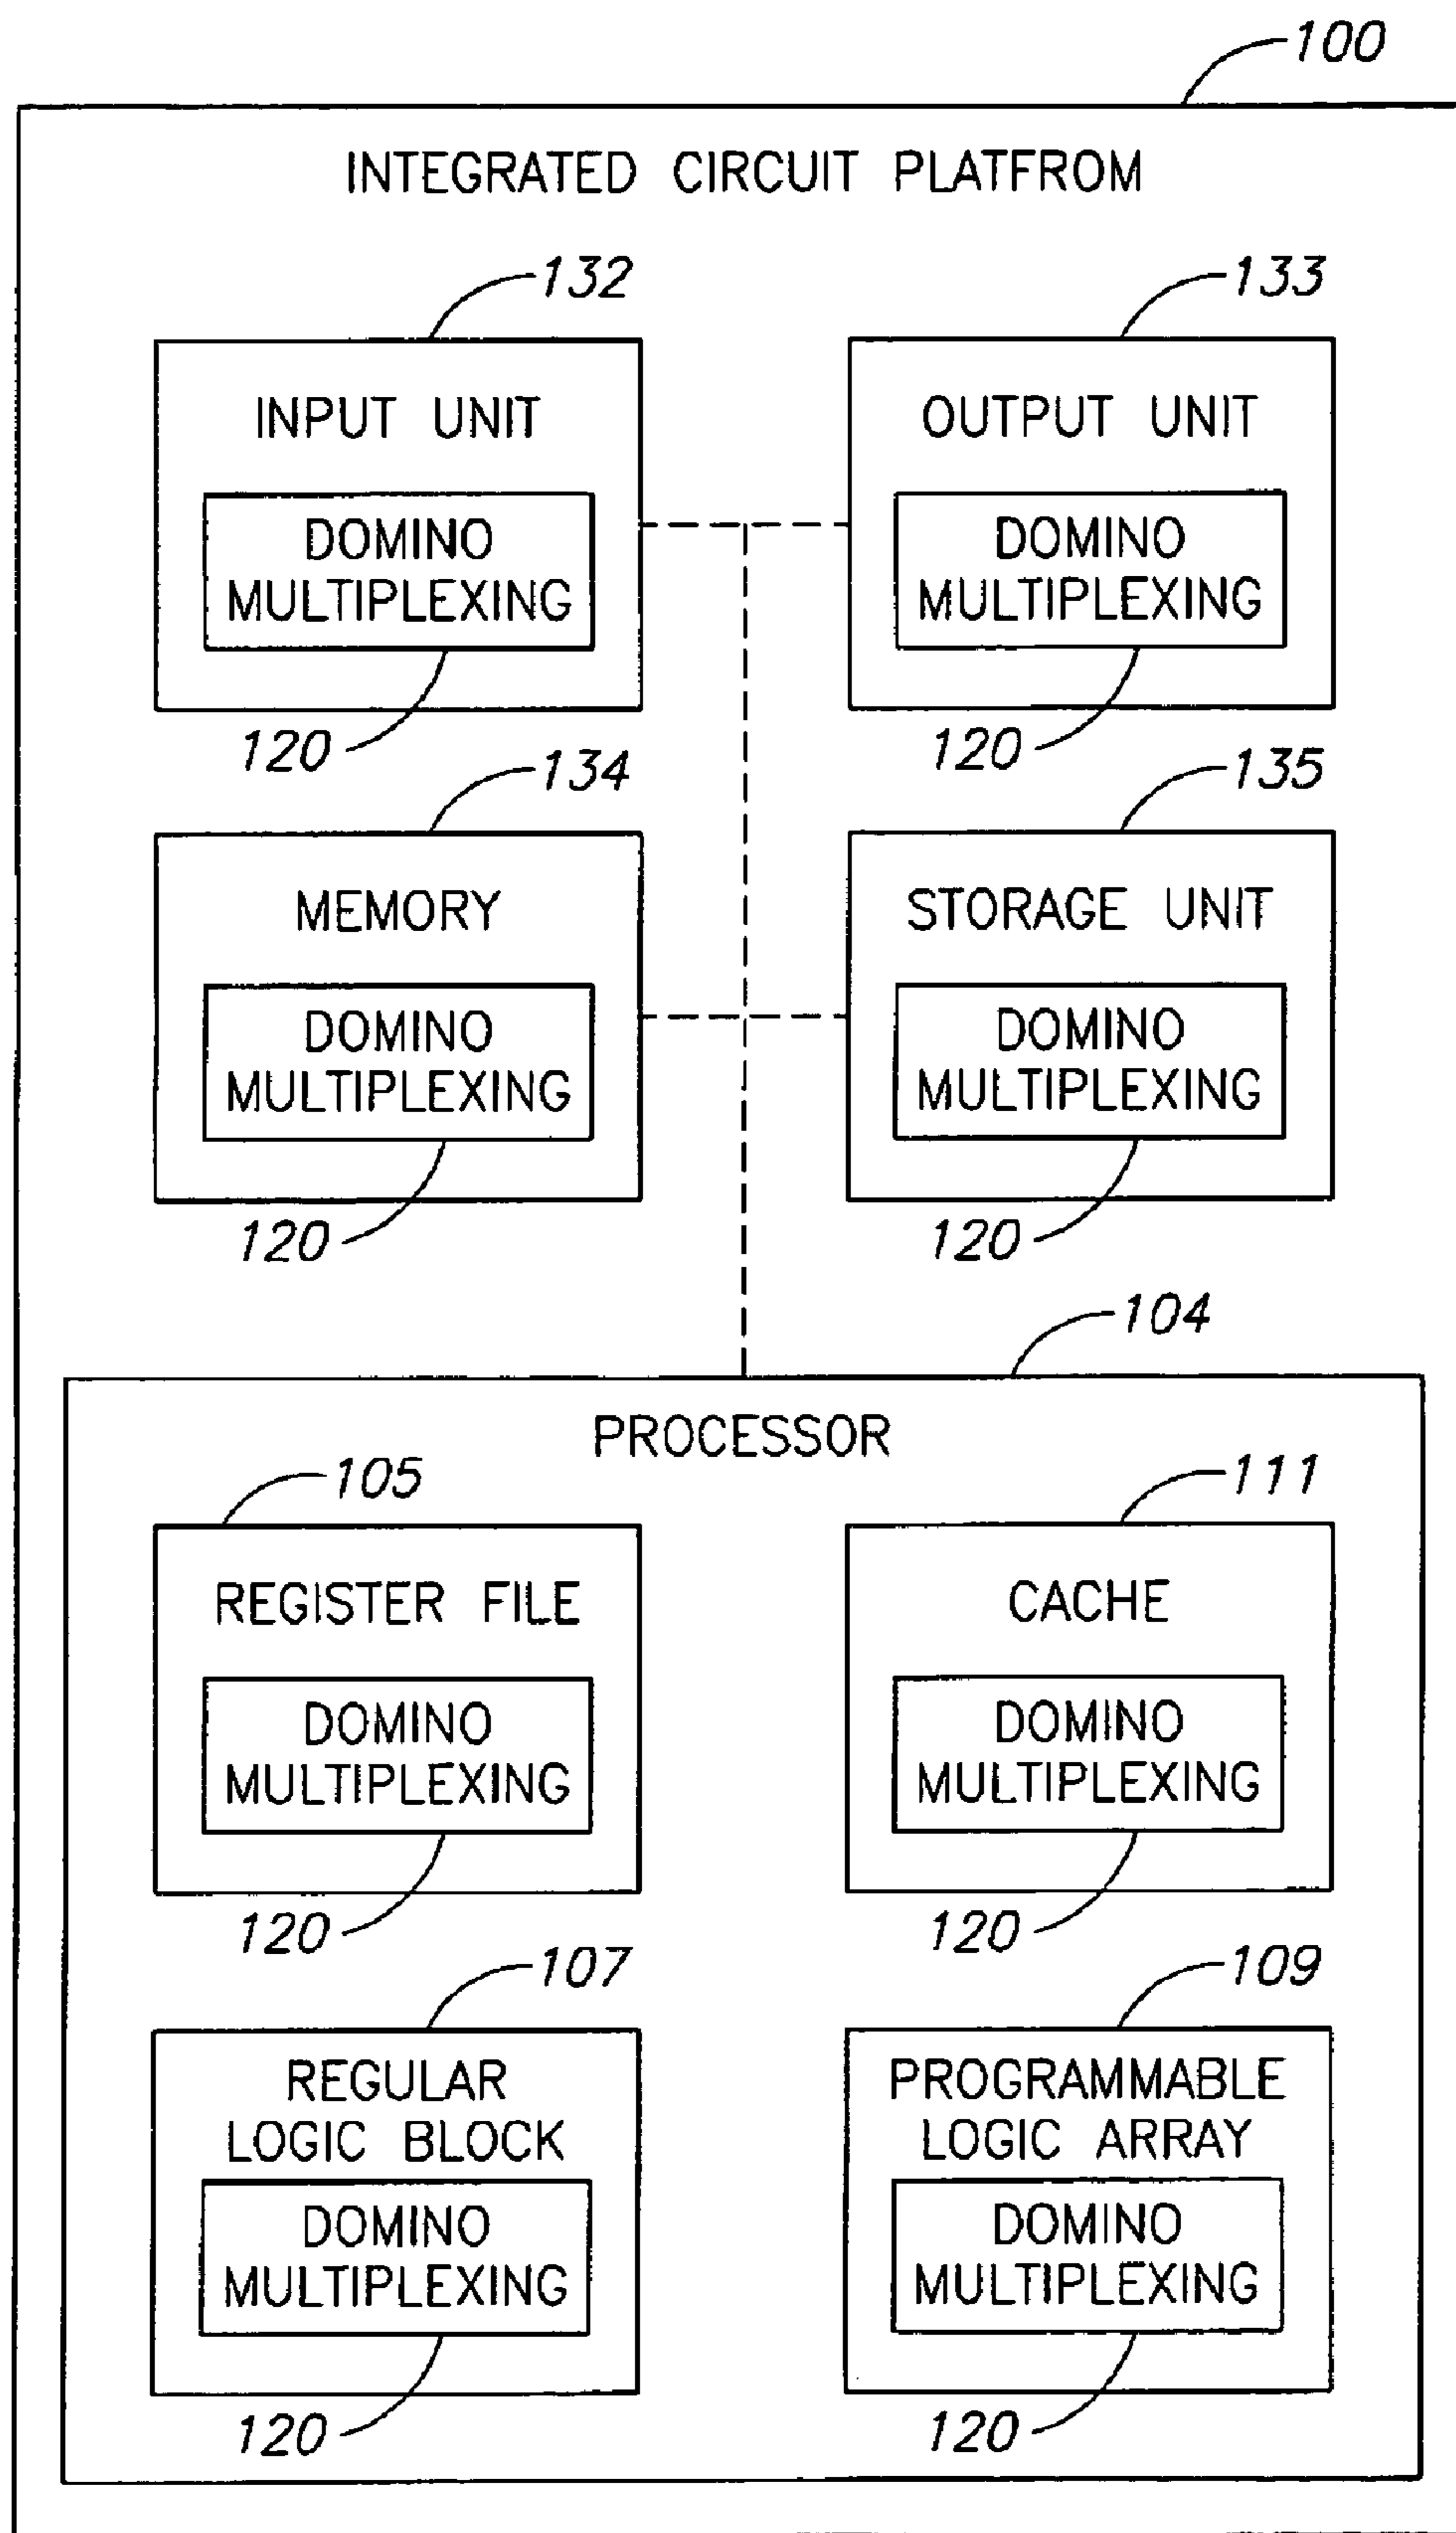 100
INTEGRATED CIRCUIT PLATFROM
132
133
INPUT UNIT
OUTPUT UNIT
DOMINO
MULTIPLEXING
DOMINO
MULTIPLEXING
120
120
134
135
MEMORY
STORAGE UNIT
DOMINO
MULTIPLEXING
DOMINO
MULTIPLEXING
120
120
104
PROCESSOR
105
111
REGISTER FILE
CACHE
DOMINO
MULTIPLEXING
DOMINO
MULTIPLEXING
120
120
107
109
REGULAR
LOGIC BLOCK
PROGRAMMABLE
LOGIC ARRAY
DOMINO
MULTIPLEXING
DOMINO
MULTIPLEXING
120
120